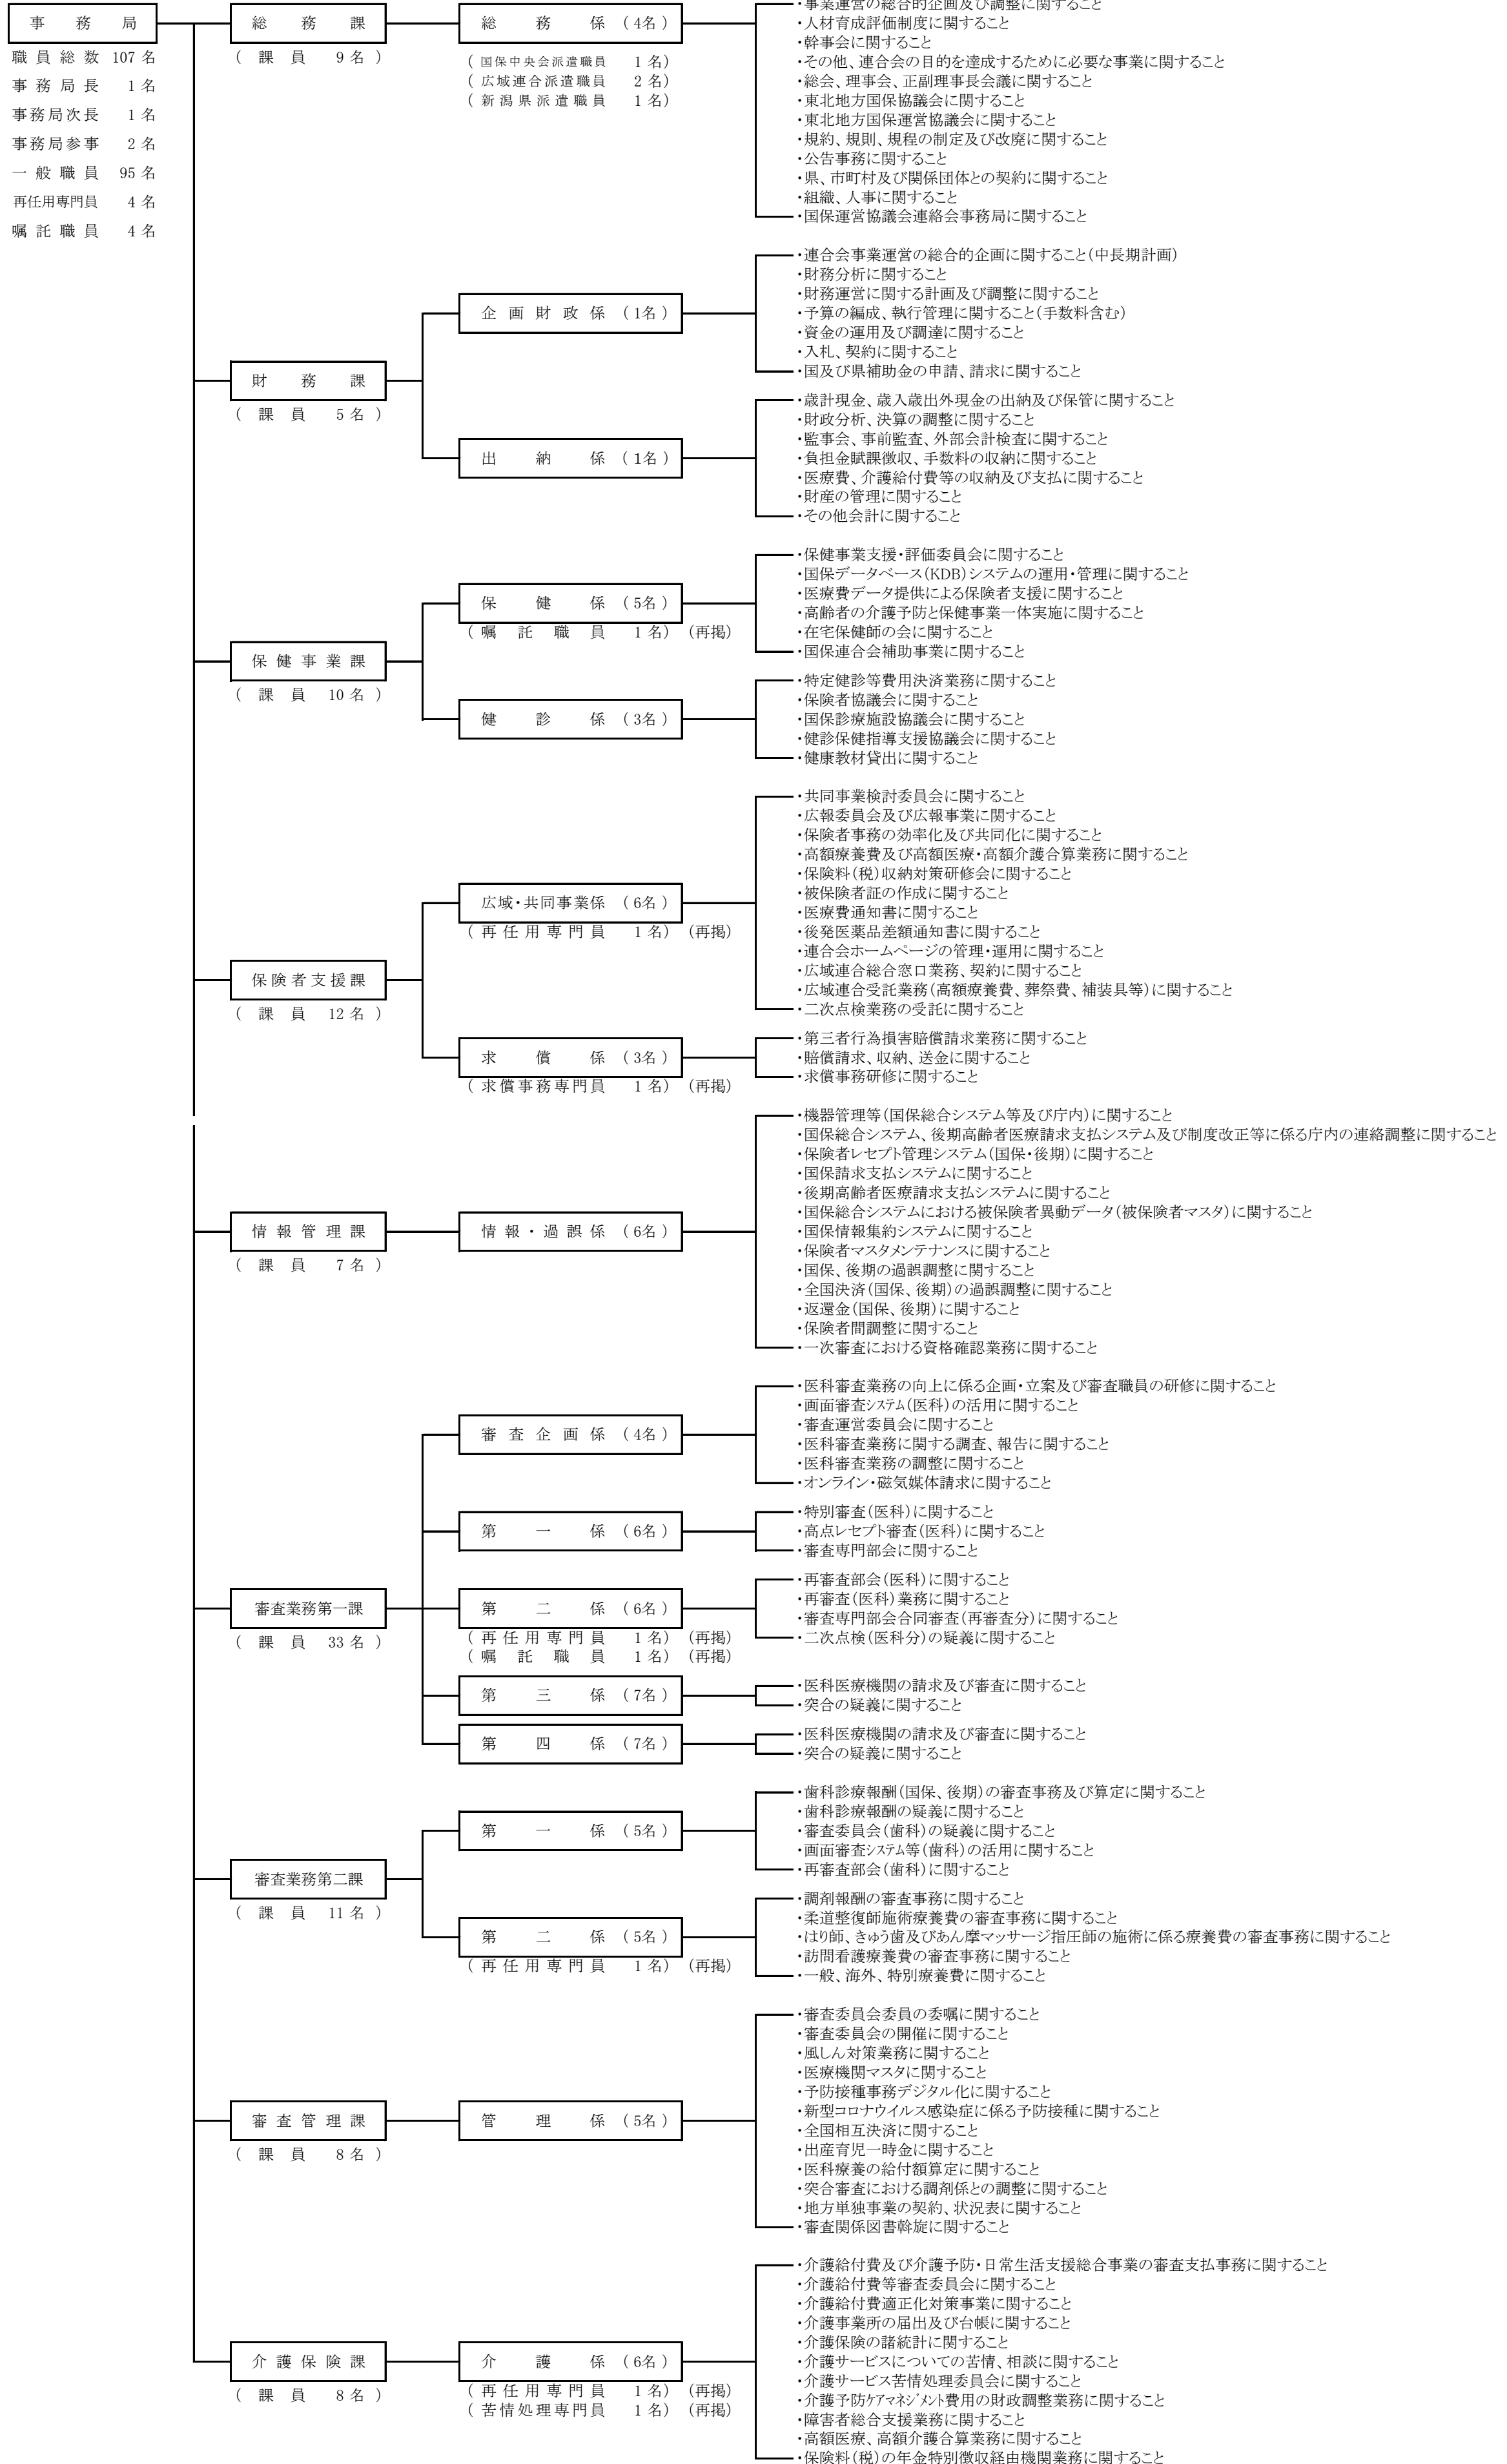 事務局
職員総数 107 名
事務局長 1 名
事務局次長 1 名
事務局参事 2 名
一般職員 95 名
再任用専門員 4 名
嘱託職員 4 名
総務課
( 課員 9 名 )
総務係 (4名)
( 国保中央会派遣職員 1 名)
( 広域連合派遣職員 2 名)
( 新潟県派遣職員 1 名)
・事業運営の総合的企画及び調整に関すること
・人材育成評価制度に関すること
・幹事会に関すること
・その他、連合会の目的を達成するために必要な事業に関すること
・総会、理事会、正副理事長会議に関すること
・東北地方国保協議会に関すること
・東北地方国保運営協議会に関すること
・規約、規則、規程の制定及び改廃に関すること
・公告事務に関すること
・県、市町村及び関係団体との契約に関すること
・組織、人事に関すること
・国保運営協議会連絡会事務局に関すること
財務課
( 課員 5 名 )
企画財政係 (1名)
・連合会事業運営の総合的企画に関すること(中長期計画)
・財務分析に関すること
・財務運営に関する計画及び調整に関すること
・予算の編成、執行管理に関すること(手数料含む)
・資金の運用及び調達に関すること
・入札、契約に関すること
・国及び県補助金の申請、請求に関すること
出納係 (1名)
・歳計現金、歳入歳出外現金の出納及び保管に関すること
・財政分析、決算の調整に関すること
・監事会、事前監査、外部会計検査に関すること
・負担金賦課徴収、手数料の収納に関すること
・医療費、介護給付費等の収納及び支払に関すること
・財産の管理に関すること
・その他会計に関すること
保健事業課
( 課員 10 名 )
保健係 (5名)
( 嘱託職員 1 名) (再掲)
・保健事業支援・評価委員会に関すること
・国保データベース(KDB)システムの運用・管理に関すること
・医療費データ提供による保険者支援に関すること
・高齢者の介護予防と保健事業一体実施に関すること
・在宅保健師の会に関すること
・国保連合会補助事業に関すること
健診係 (3名)
・特定健診等費用決済業務に関すること
・保険者協議会に関すること
・国保診療施設協議会に関すること
・健診保健指導支援協議会に関すること
・健康教材貸出に関すること
保険者支援課
( 課員 12 名 )
広域・共同事業係 (6名)
( 再任用専門員 1 名) (再掲)
・共同事業検討委員会に関すること
・広報委員会及び広報事業に関すること
・保険者事務の効率化及び共同化に関すること
・高額療養費及び高額医療・高額介護合算業務に関すること
・保険料(税)収納対策研修会に関すること
・被保険者証の作成に関すること
・医療費通知書に関すること
・後発医薬品差額通知書に関すること
・連合会ホームページの管理・運用に関すること
・広域連合総合窓口業務、契約に関すること
・広域連合受託業務(高額療養費、葬祭費、補装具等)に関すること
・二次点検業務の受託に関すること
求償係 (3名)
( 求償事務専門員 1 名) (再掲)
・第三者行為損害賠償請求業務に関すること
・賠償請求、収納、送金に関すること
・求償事務研修に関すること
情報管理課
( 課員 7 名 )
情報・過誤係 (6名)
・機器管理等(国保総合システム等及び庁内)に関すること
・国保総合システム、後期高齢者医療請求支払システム及び制度改正等に係る庁内の連絡調整に関すること
・保険者レセプト管理システム(国保・後期)に関すること
・国保請求支払システムに関すること
・後期高齢者医療請求支払システムに関すること
・国保総合システムにおける被保険者異動データ(被保険者マスタ)に関すること
・国保情報集約システムに関すること
・保険者マスタメンテナンスに関すること
・国保、後期の過誤調整に関すること
・全国決済(国保、後期)の過誤調整に関すること
・返還金(国保、後期)に関すること
・保険者間調整に関すること
・一次審査における資格確認業務に関すること
審査業務第一課
( 課員 33 名 )
審査企画係 (4名)
・医科審査業務の向上に係る企画・立案及び審査職員の研修に関すること
・画面審査ｼｽﾃﾑ(医科)の活用に関すること
・審査運営委員会に関すること
・医科審査業務に関する調査、報告に関すること
・医科審査業務の調整に関すること
・オンライン・磁気媒体請求に関すること
第一係 (6名)
・特別審査(医科)に関すること
・高点レセプト審査(医科)に関すること
・審査専門部会に関すること
第二係 (6名)
( 再任用専門員 1 名) (再掲)
( 嘱託職員 1 名) (再掲)
・再審査部会(医科)に関すること
・再審査(医科)業務に関すること
・審査専門部会合同審査(再審査分)に関すること
・二次点検(医科分)の疑義に関すること
第三係 (7名)
・医科医療機関の請求及び審査に関すること
・突合の疑義に関すること
第四係 (7名)
・医科医療機関の請求及び審査に関すること
・突合の疑義に関すること
審査業務第二課
( 課員 11 名 )
第一係 (5名)
・歯科診療報酬(国保、後期)の審査事務及び算定に関すること
・歯科診療報酬の疑義に関すること
・審査委員会(歯科)の疑義に関すること
・画面審査ｼｽﾃﾑ等(歯科)の活用に関すること
・再審査部会(歯科)に関すること
第二係 (5名)
( 再任用専門員 1 名) (再掲)
・調剤報酬の審査事務に関すること
・柔道整復師施術療養費の審査事務に関すること
・はり師、きゅう歯及びあん摩マッサージ指圧師の施術に係る療養費の審査事務に関すること
・訪問看護療養費の審査事務に関すること
・一般、海外、特別療養費に関すること
審査管理課
( 課員 8 名 )
管理係 (5名)
・審査委員会委員の委嘱に関すること
・審査委員会の開催に関すること
・風しん対策業務に関すること
・医療機関マスタに関すること
・予防接種事務デジタル化に関すること
・新型コロナウイルス感染症に係る予防接種に関すること
・全国相互決済に関すること
・出産育児一時金に関すること
・医科療養の給付額算定に関すること
・突合審査における調剤係との調整に関すること
・地方単独事業の契約、状況表に関すること
・審査関係図書斡旋に関すること
介護保険課
( 課員 8 名 )
介護係 (6名)
( 再任用専門員 1 名) (再掲)
( 苦情処理専門員 1 名) (再掲)
・介護給付費及び介護予防・日常生活支援総合事業の審査支払事務に関すること
・介護給付費等審査委員会に関すること
・介護給付費適正化対策事業に関すること
・介護事業所の届出及び台帳に関すること
・介護保険の諸統計に関すること
・介護サービスについての苦情、相談に関すること
・介護サービス苦情処理委員会に関すること
・介護予防ｹｱﾏﾈｼﾞﾒﾝﾄ費用の財政調整業務に関すること
・障害者総合支援業務に関すること
・高額医療、高額介護合算業務に関すること
・保険料(税)の年金特別徴収経由機関業務に関すること